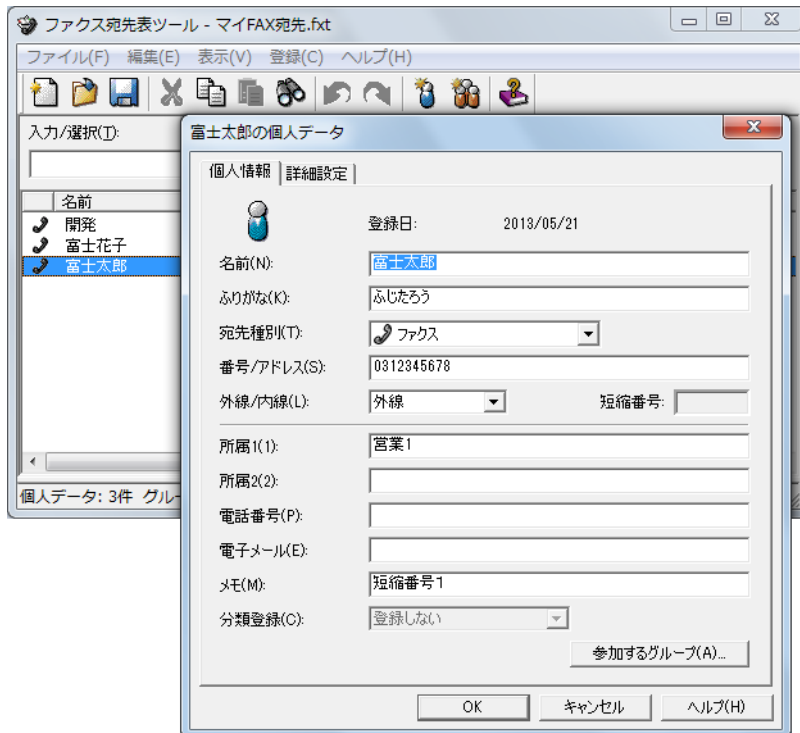 ファクス宛先表ツール - マイFAX宛先.fxt
ファイル(F) 編集(E) 表示(V) 登録(C) ヘルプ(H)
入力/選択(T):
名前
開発
富士花子
富士太郎
個人データ: 3件 グルー
富士太郎の個人データ
個人情報 詳細設定
登録日: 2013/05/21
名前(N): 富士太郎
ふりがな(K): ふじたろう
宛先種別(T): ファクス
番号/アドレス(S): 0312345678
外線/内線(L): 外線 短縮番号:
所属1(1): 営業1
所属2(2):
電話番号(P):
電子メール(E):
メモ(M): 短縮番号1
分類登録(C): 登録しない
参加するグループ(A)...
OK キャンセル ヘルプ(H)